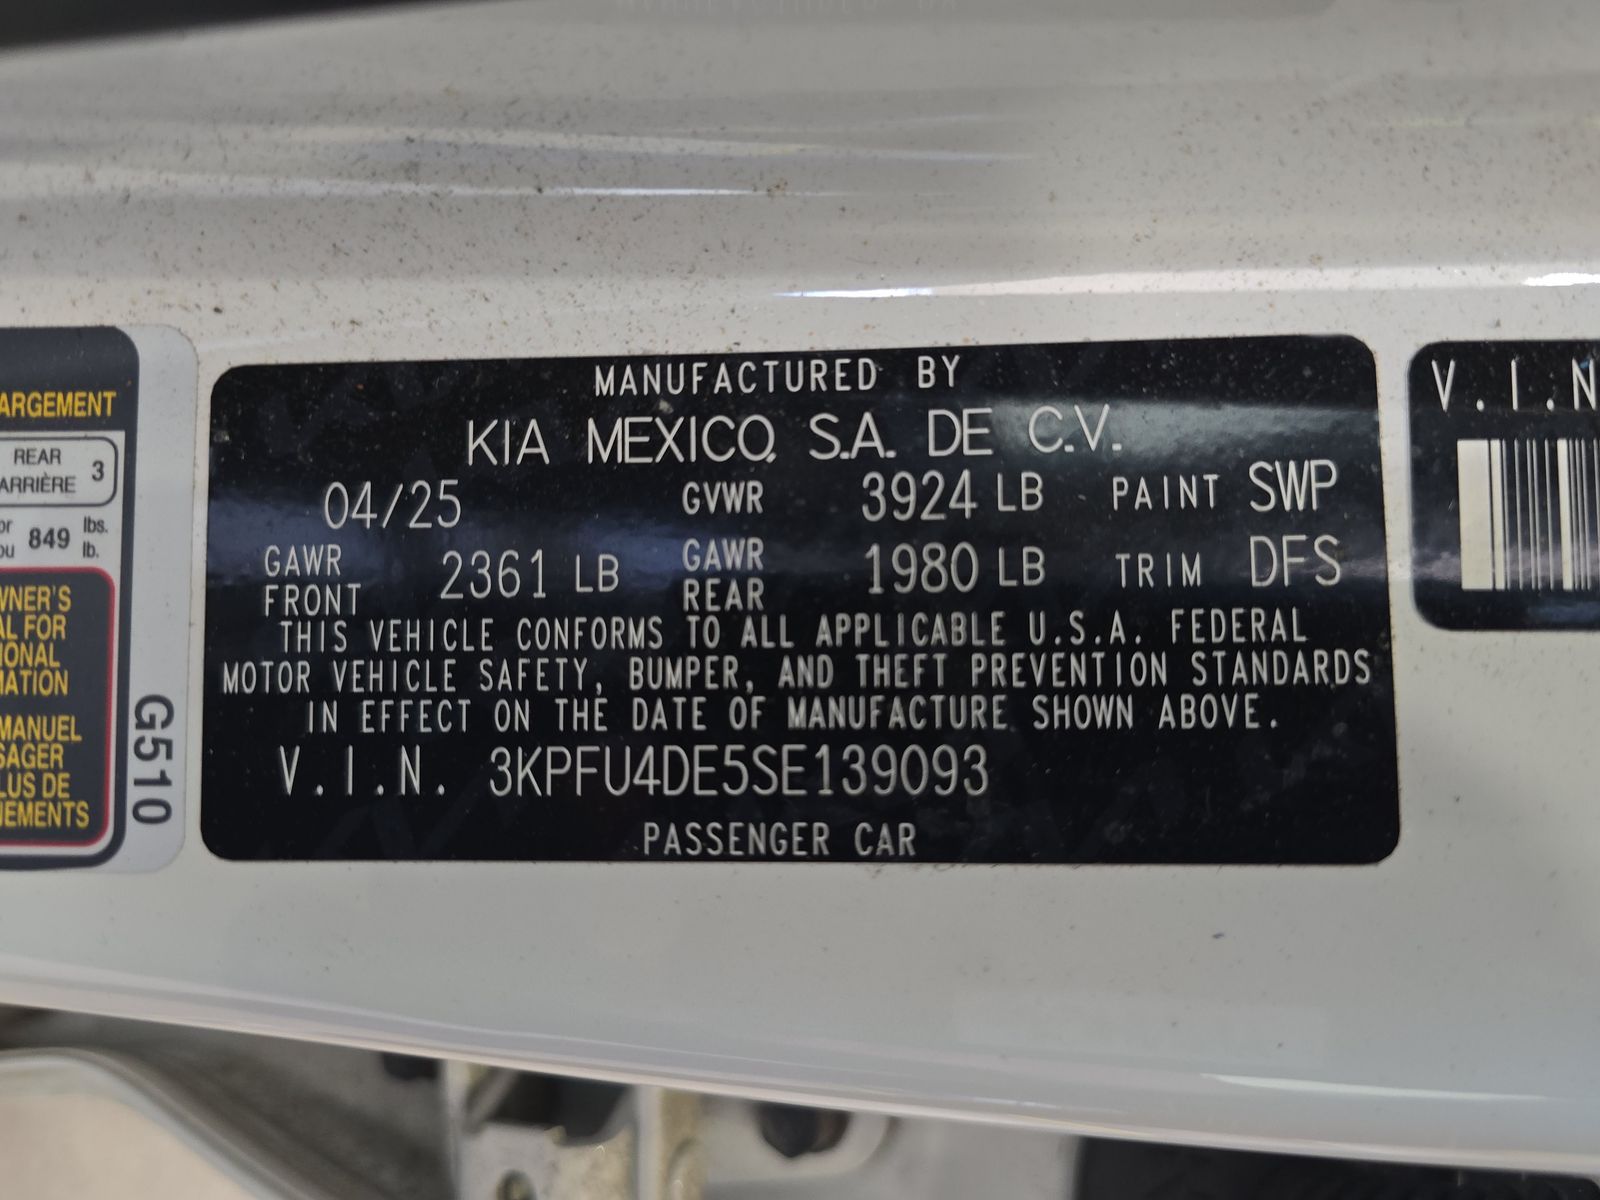 ARGEMENT
REAR
ARRIÈRE 3
or
ou 849 lbs.
lb.
WNER'S
AL FOR
IONAL
MATION
MANUEL
SAGER
LUS DE
NEMENTS
G510
MANUFACTURED BY
KIA MEXICO, S.A. DE C.V.
04/25 GVWR 3924 LB PAINT SWP
GAWR FRONT 2361 LB GAWR REAR 1980 LB TRIM DFS
THIS VEHICLE CONFORMS TO ALL APPLICABLE U.S.A. FEDERAL
MOTOR VEHICLE SAFETY, BUMPER, AND THEFT PREVENTION STANDARDS
IN EFFECT ON THE DATE OF MANUFACTURE SHOWN ABOVE.
V.I.N. 3KPFU4DE5SE139093
PASSENGER CAR
V.I.N